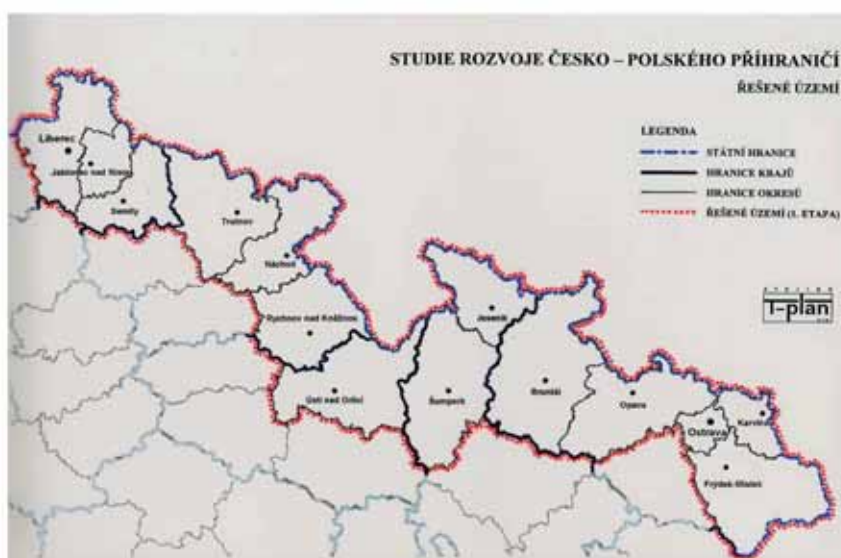 STUDIE ROZVOJE ČESKO – POLSKÉHO PŘÍHRANIČÍ
ŘEŠENÉ ÚZEMÍ
LEGENDA
STÁTNÍ HRANICE
HRANICE KRAJŮ
HRANICE OKRESŮ
ŘEŠENÉ ÚZEMÍ (1. ETAPA)
Liberec
Jablonec nad Nisou
Semily
Trutnov
Náchod
Rychnov nad Kněžnou
Ústí nad Orlicí
Jeseník
Šumperk
Bruntál
Opava
Ostrava
Karviná
Frýdek-Místek
T-plan